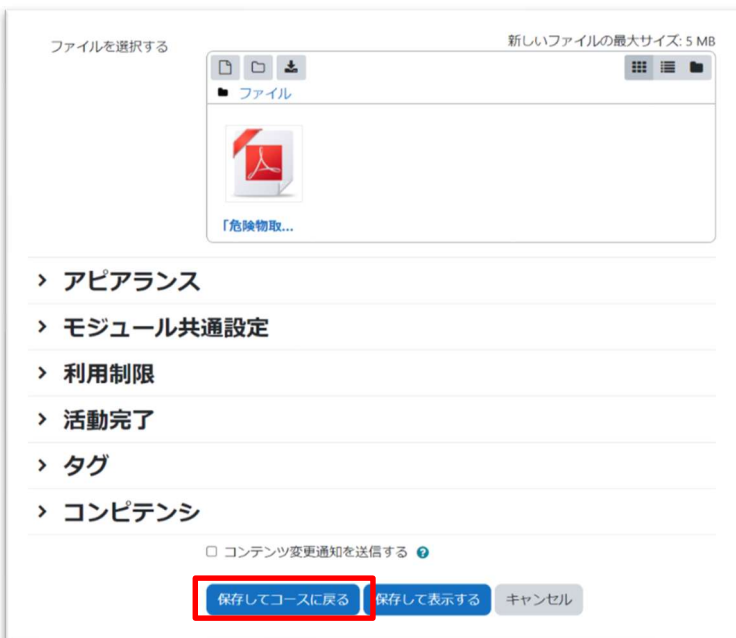 ファイルを選択する
新しいファイルの最大サイズ: 5 MB
ファイル
「危険物取...
アピアランス
モジュール共通設定
利用制限
活動完了
タグ
コンピテンシ
コンテンツ変更通知を送信する
保存してコースに戻る 保存して表示する キャンセル